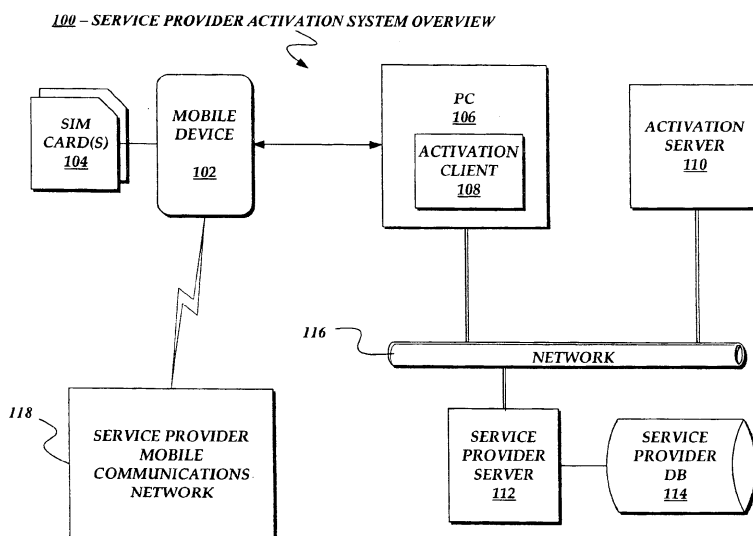 100 – SERVICE PROVIDER ACTIVATION SYSTEM OVERVIEW
SIM
CARD(S)
104
MOBILE
DEVICE
102
PC
106
ACTIVATION
CLIENT
108
ACTIVATION
SERVER
110
116
NETWORK
118
SERVICE PROVIDER
MOBILE
COMMUNICATIONS
NETWORK
SERVICE
PROVIDER
SERVER
112
SERVICE
PROVIDER
DB
114